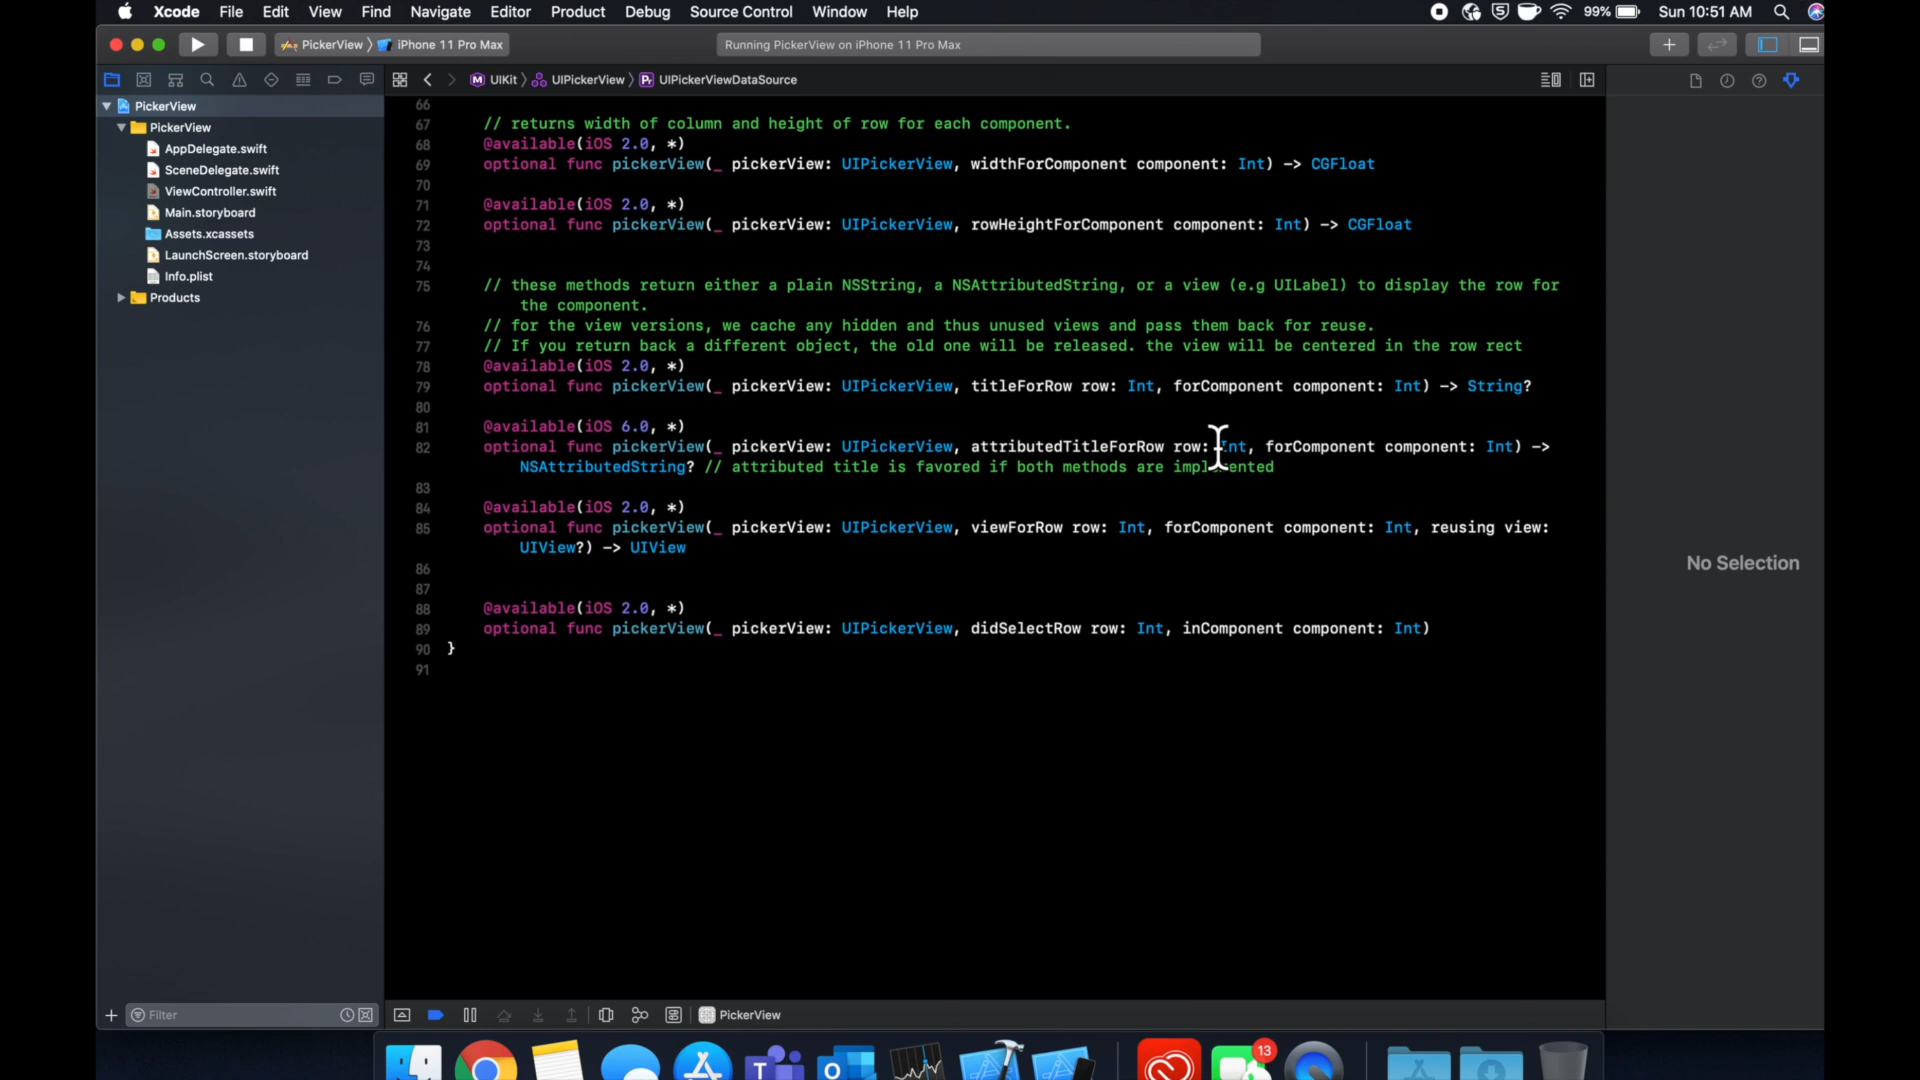 Xcode File Edit View Find Navigate Editor Product Debug Source Control Window Help 99% Sun 10:51 AM
PickerView iPhone 11 Pro Max Running PickerView on iPhone 11 Pro Max
UIKit UIPickerView Pr UIPickerViewDataSource
PickerView
PickerView
AppDelegate.swift
SceneDelegate.swift
ViewController.swift
Main.storyboard
Assets.xcassets
LaunchScreen.storyboard
Info.plist
Products
66
67 // returns width of column and height of row for each component.
68 @available(iOS 2.0, *)
69 optional func pickerView(_ pickerView: UIPickerView, widthForComponent component: Int) -> CGFloat
70
71 @available(iOS 2.0, *)
72 optional func pickerView(_ pickerView: UIPickerView, rowHeightForComponent component: Int) -> CGFloat
73
74
75 // these methods return either a plain NSString, a NSAttributedString, or a view (e.g UILabel) to display the row for
the component.
76 // for the view versions, we cache any hidden and thus unused views and pass them back for reuse.
77 // If you return back a different object, the old one will be released. the view will be centered in the row rect
78 @available(iOS 2.0, *)
79 optional func pickerView(_ pickerView: UIPickerView, titleForRow row: Int, forComponent component: Int) -> String?
80
81 @available(iOS 6.0, *)
82 optional func pickerView(_ pickerView: UIPickerView, attributedTitleForRow row: Int, forComponent component: Int) ->
NSAttributedString? // attributed title is favored if both methods are implemented
83
84 @available(iOS 2.0, *)
85 optional func pickerView(_ pickerView: UIPickerView, viewForRow row: Int, forComponent component: Int, reusing view:
UIView?) -> UIView
86
87
88 @available(iOS 2.0, *)
89 optional func pickerView(_ pickerView: UIPickerView, didSelectRow row: Int, inComponent component: Int)
90 }
91
No Selection
Filter
PickerView
13